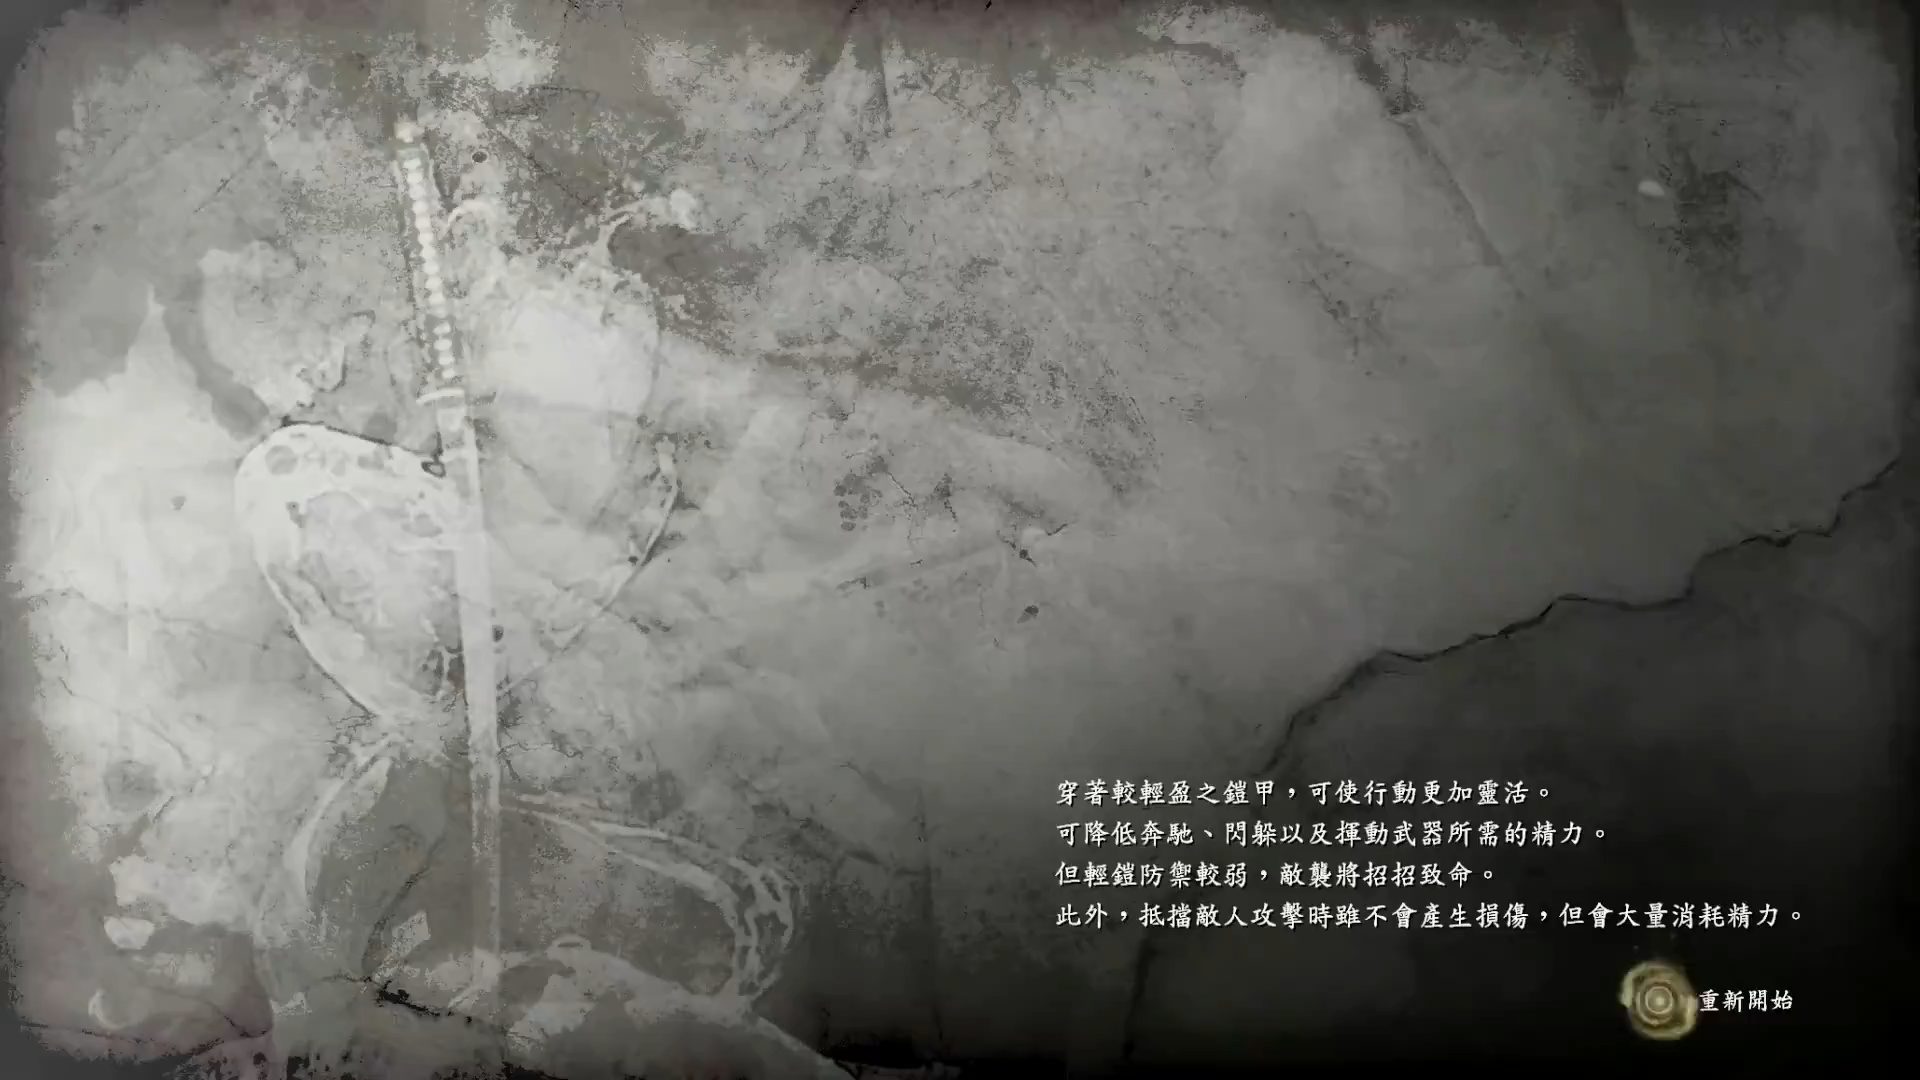 穿著較輕盈之鎧甲，可使行動更加靈活。
可降低奔馳、閃躲以及揮動武器所需的精力。
但輕鎧防禦較弱，敵襲將招招致命。
此外，抵擋敵人攻擊時雖不會產生損傷，但會大量消耗精力。
重新開始